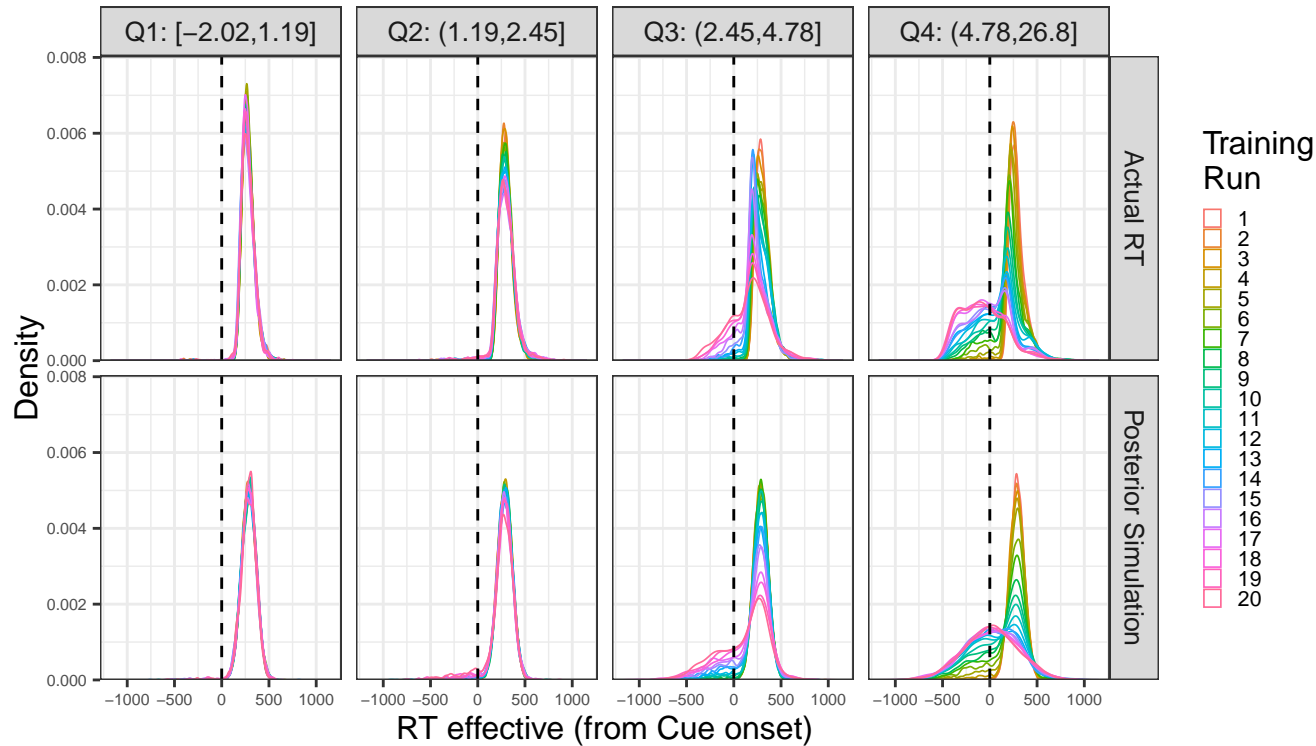 Q1: [−2.02,1.19]
Q2: (1.19,2.45]
Q3: (2.45,4.78]
Q4: (4.78,26.8]
0.008
0.006
0.004
0.002
0.000
Actual RT
0.008
0.006
0.004
0.002
0.000
Posterior Simulation
Density
−1000 −500 0 500 1000
−1000 −500 0 500 1000
−1000 −500 0 500 1000
−1000 −500 0 500 1000
RT effective (from Cue onset)
Training
Run
1
2
3
4
5
6
7
8
9
10
11
12
13
14
15
16
17
18
19
20